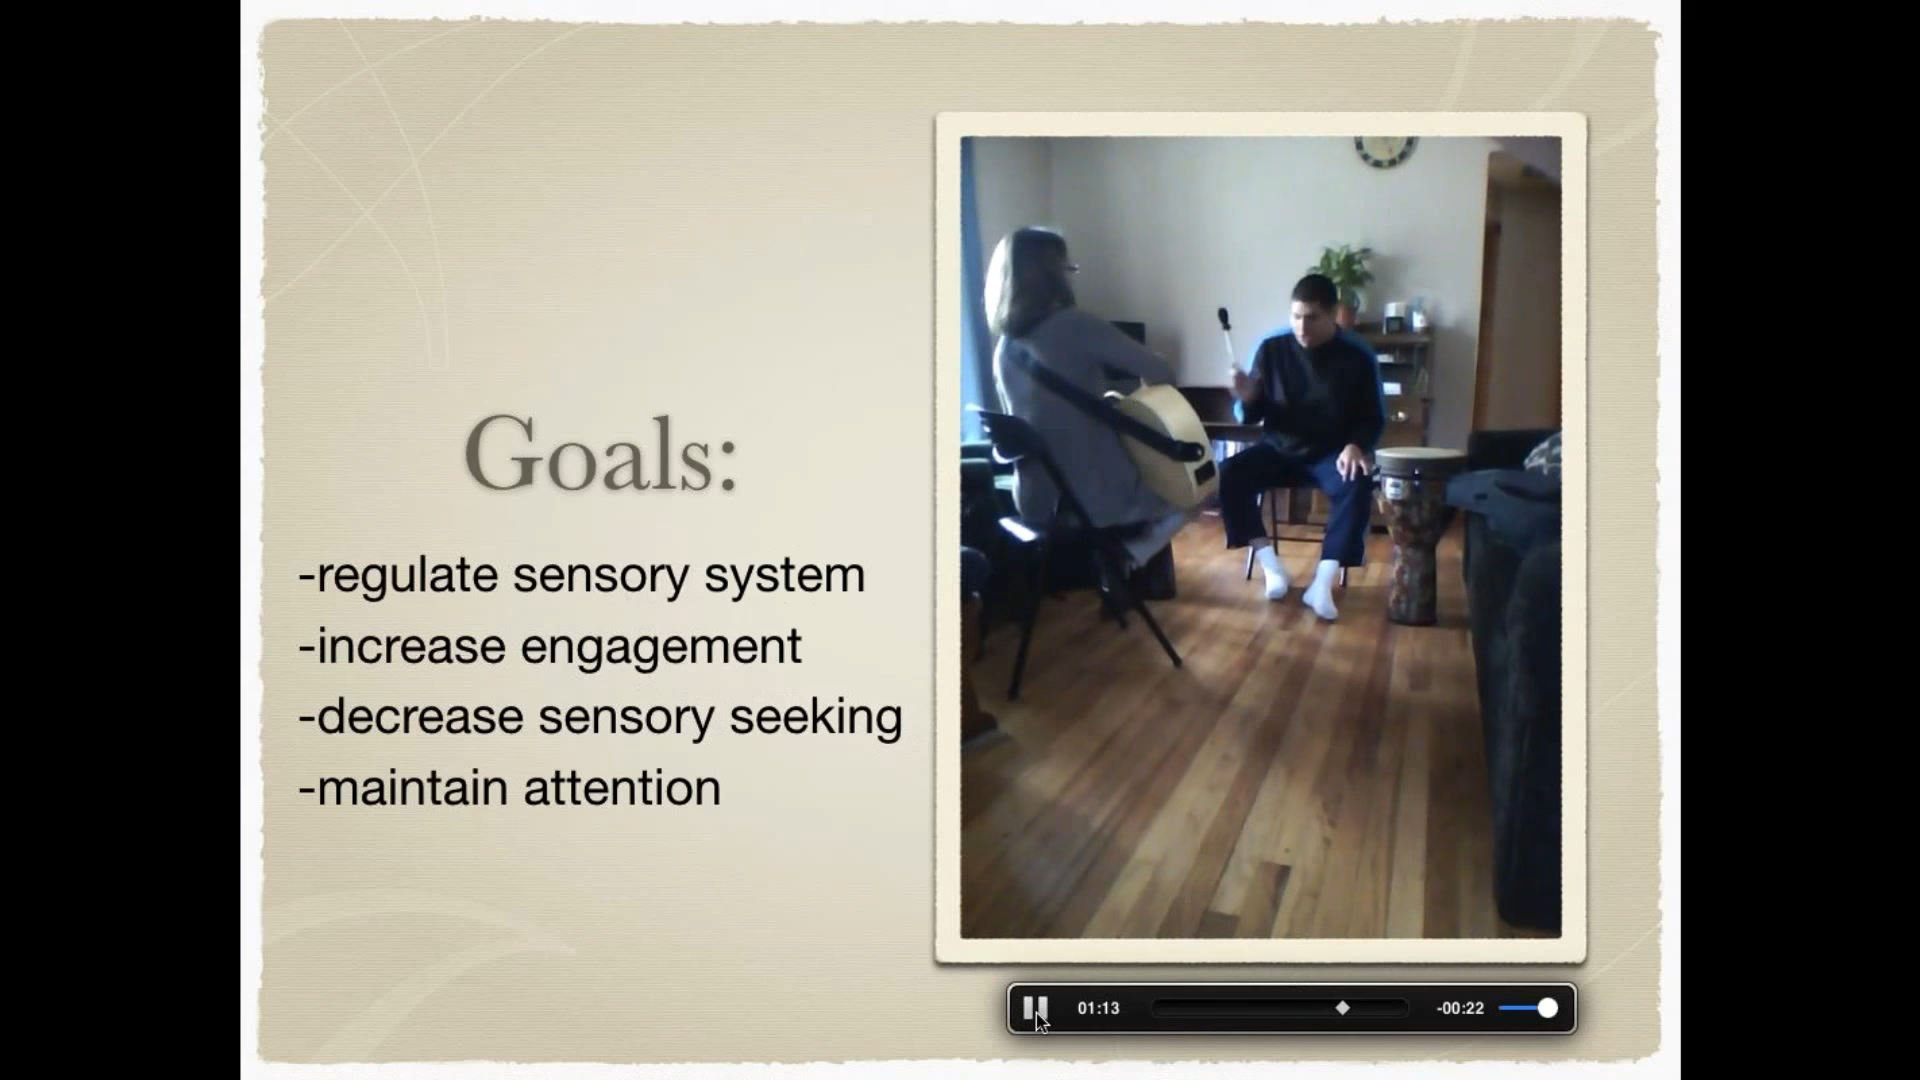 Goals:
-regulate sensory system
-increase engagement
-decrease sensory seeking
-maintain attention
01:13
-00:22